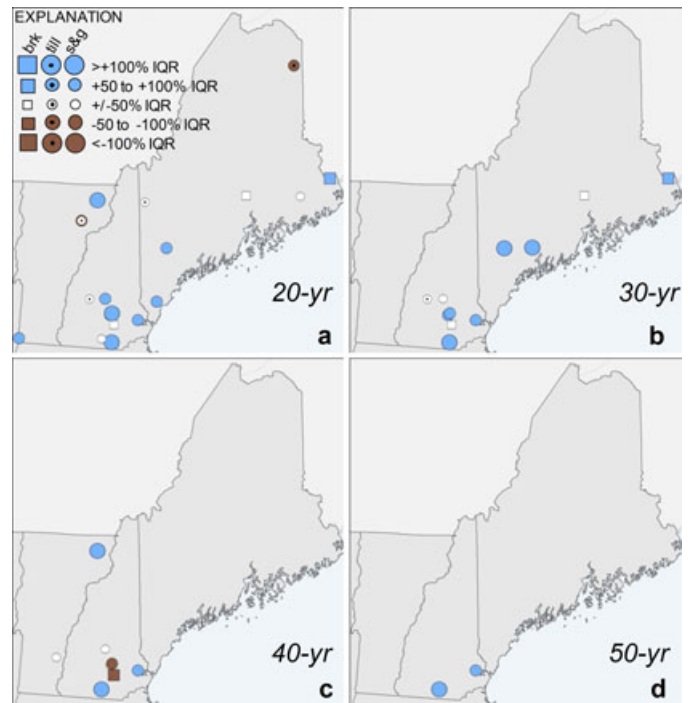 EXPLANATION
brk till s&g
>+100% IQR
+50 to +100% IQR
+/-50% IQR
-50 to -100% IQR
<-100% IQR
20-yr
a
30-yr
b
40-yr
c
50-yr
d